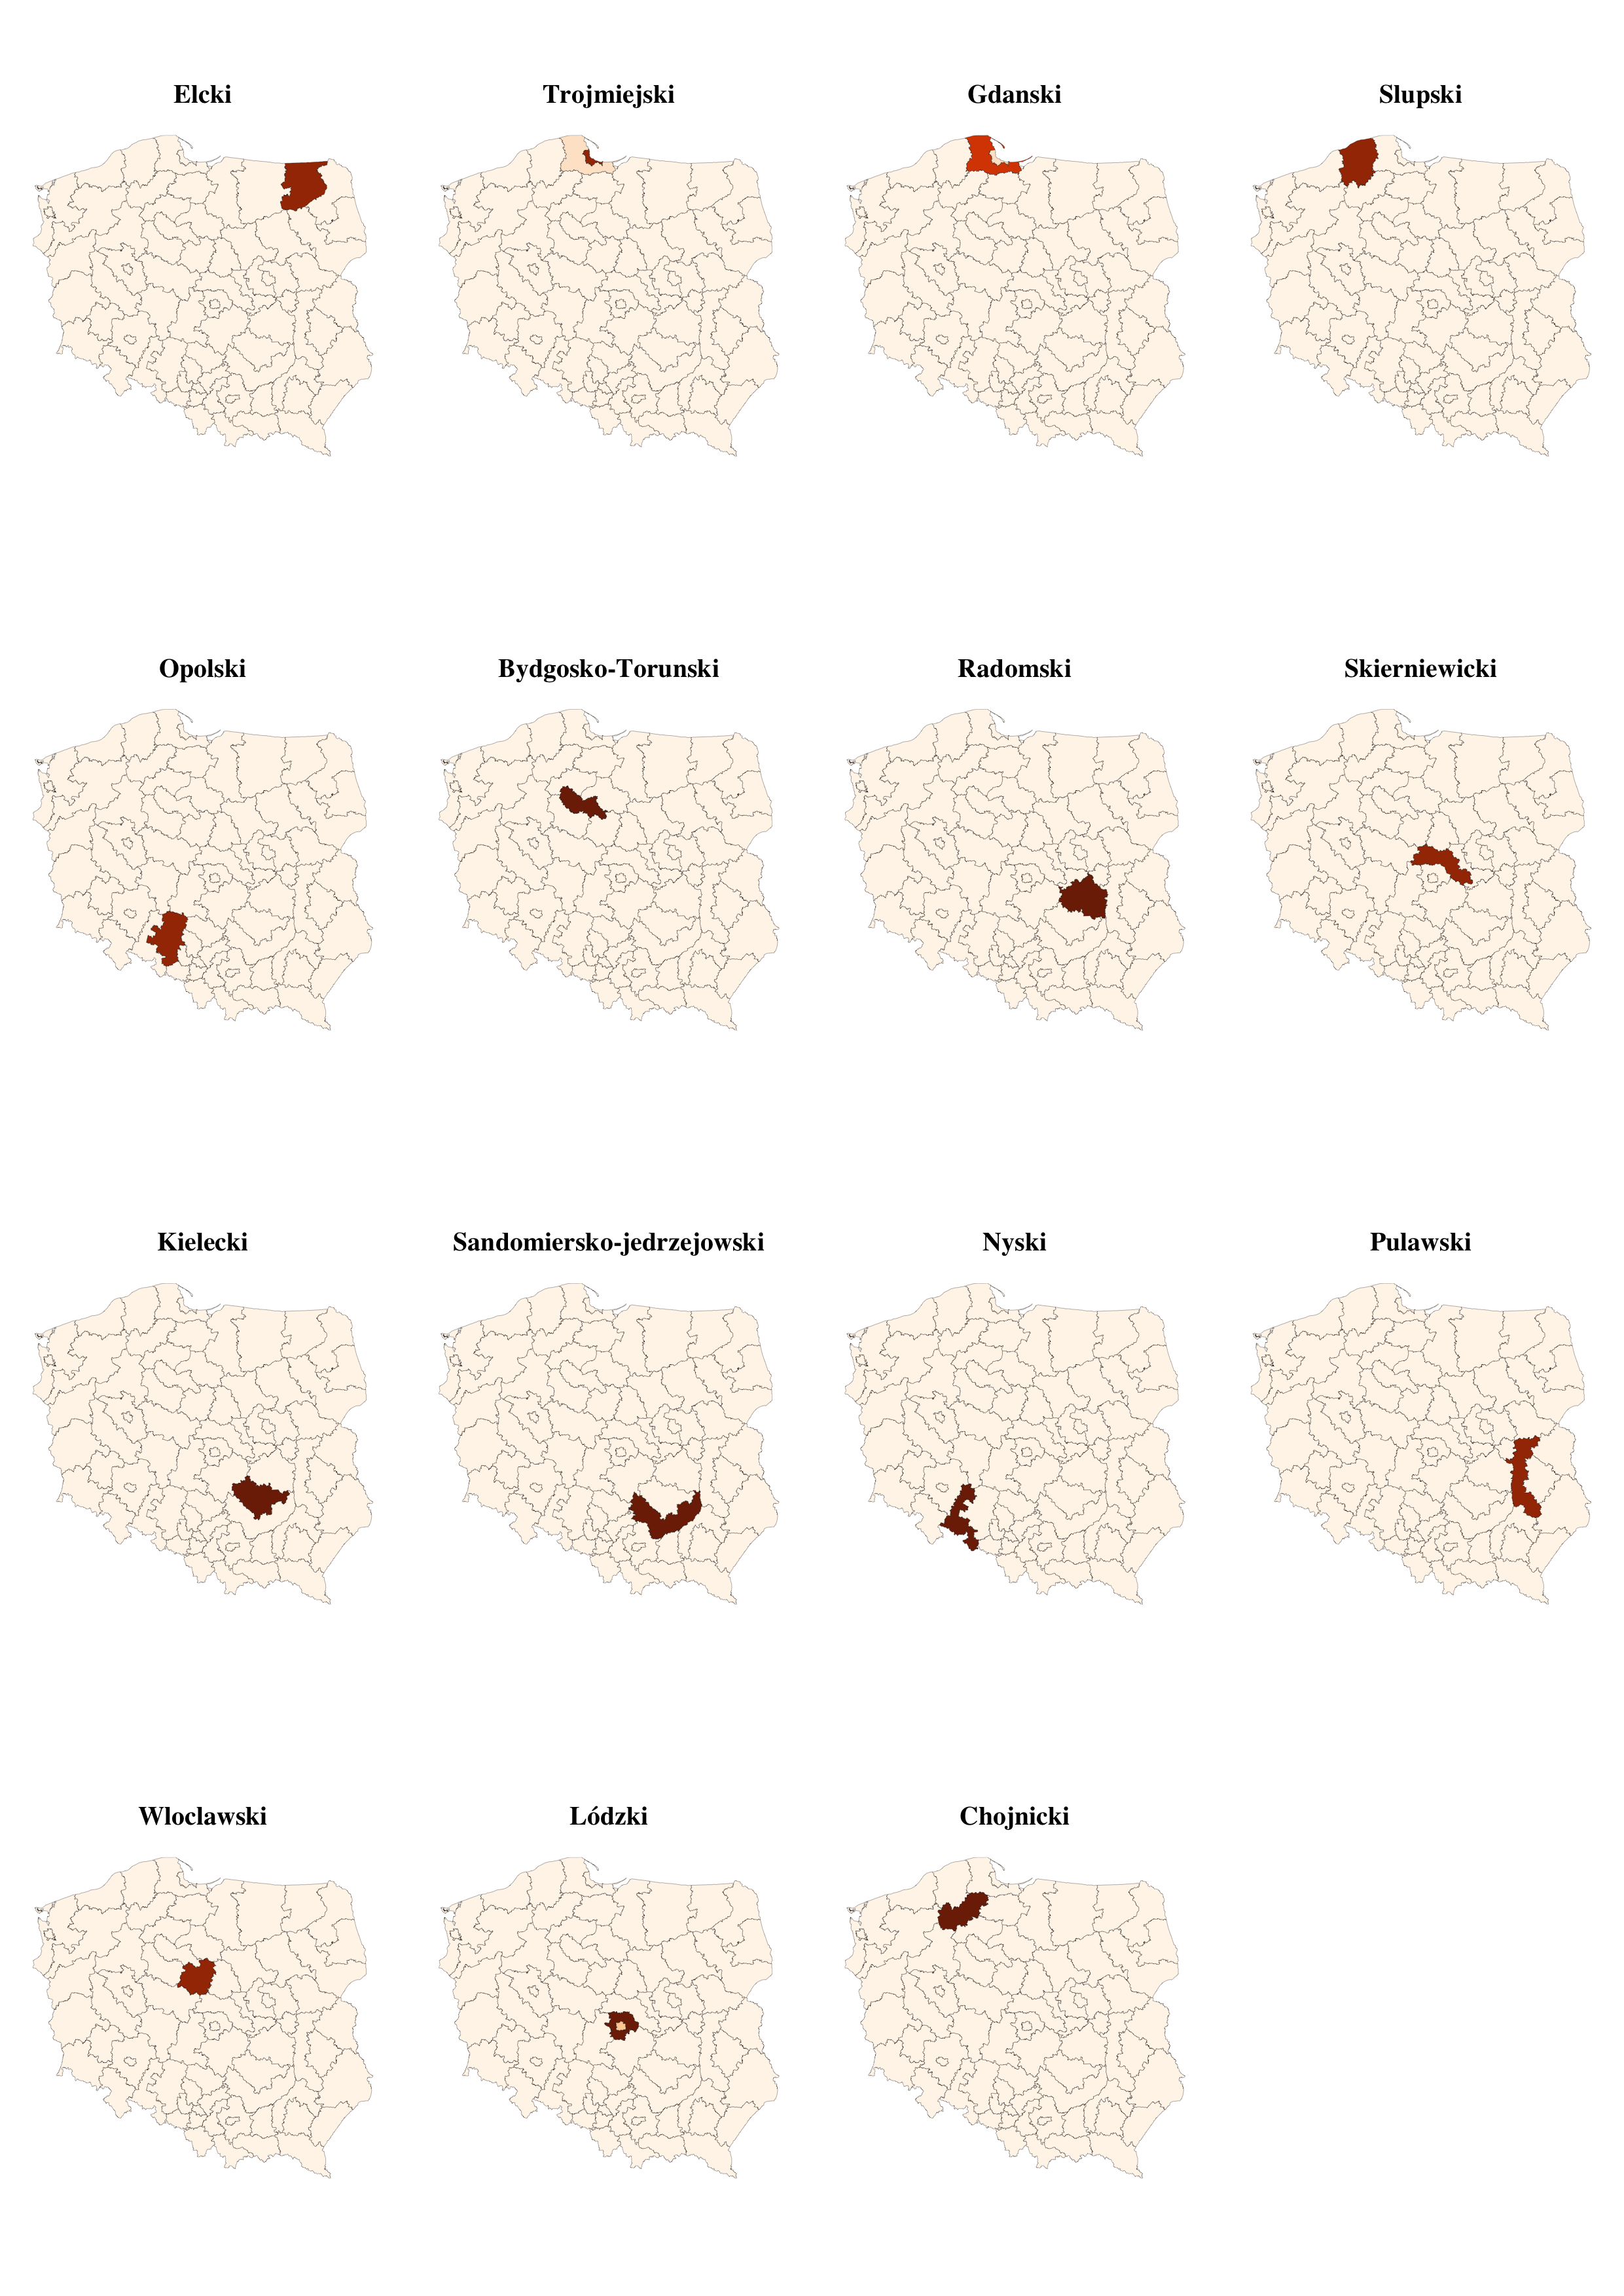 Elcki
Trojmiejski
Gdanski
Slupski
Opolski
Bydgosko-Torunski
Radomski
Skierniewicki
Kielecki
Sandomiersko-jedrzejowski
Nyski
Pulawski
Wloclawski
Lódzki
Chojnicki